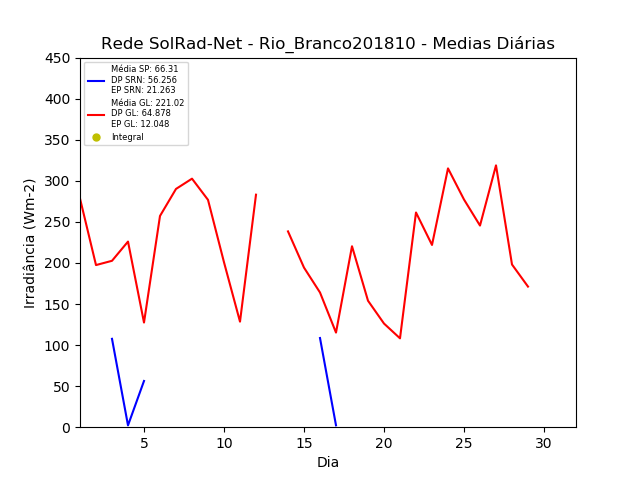 Rede SolRad-Net - Rio_Branco201810 - Medias Diárias
450
400
350
300
250
200
150
100
50
0
Irradiância (Wm-2)
Média SP: 66.31
DP SRN: 56.256
EP SRN: 21.263
Média GL: 221.02
DP GL: 64.878
EP GL: 12.048
Integral
5
10
15
20
25
30
Dia